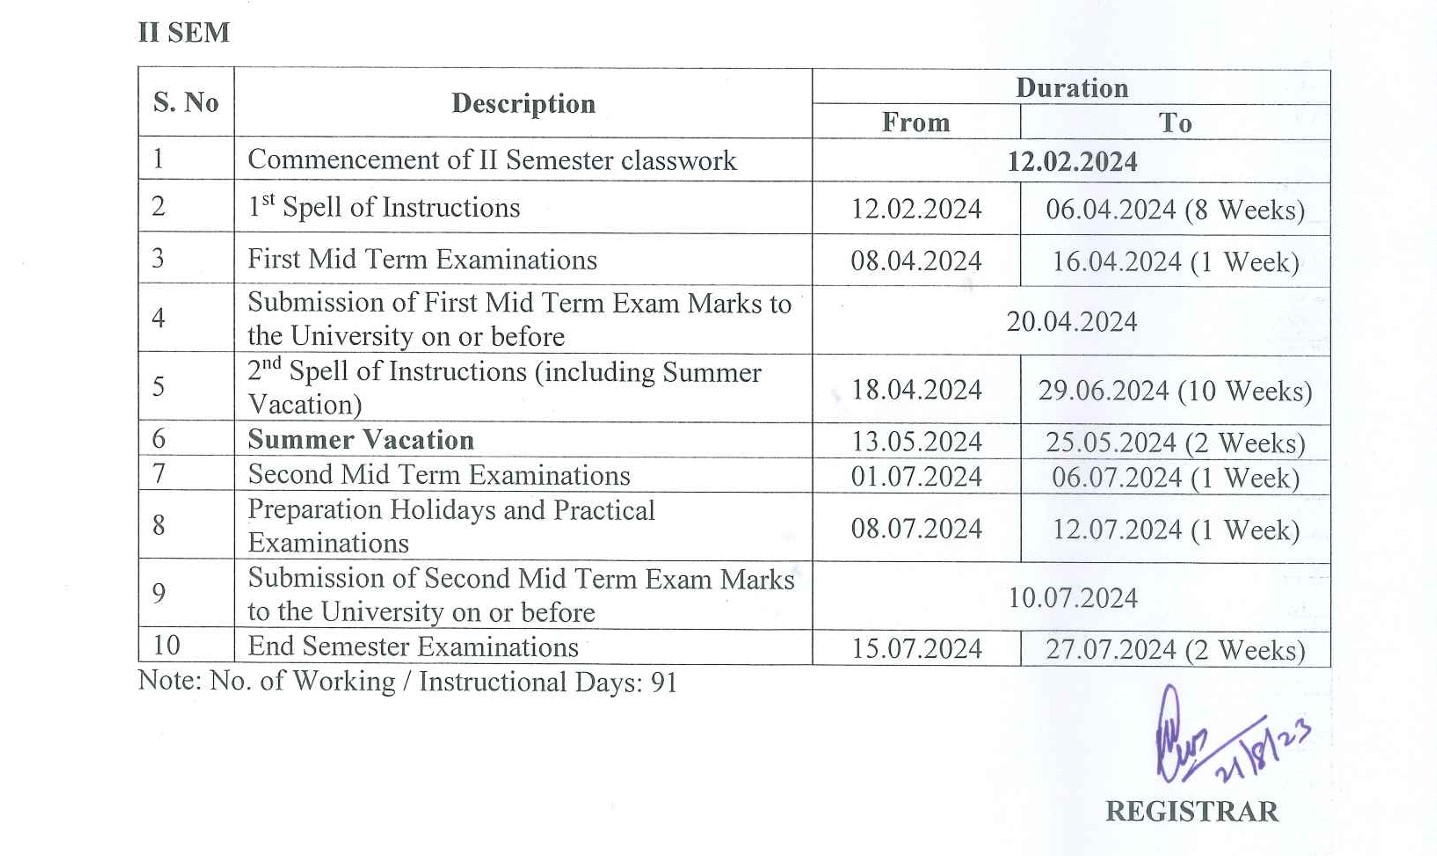 II SEM
S. No Description Duration
From To
1 Commencement of II Semester classwork 12.02.2024
2 1st Spell of Instructions 12.02.2024 06.04.2024 (8 Weeks)
3 First Mid Term Examinations 08.04.2024 16.04.2024 (1 Week)
4 Submission of First Mid Term Exam Marks to
the University on or before 20.04.2024
5 2nd Spell of Instructions (including Summer
Vacation) 18.04.2024 29.06.2024 (10 Weeks)
6 Summer Vacation 13.05.2024 25.05.2024 (2 Weeks)
7 Second Mid Term Examinations 01.07.2024 06.07.2024 (1 Week)
8 Preparation Holidays and Practical
Examinations 08.07.2024 12.07.2024 (1 Week)
9 Submission of Second Mid Term Exam Marks
to the University on or before 10.07.2024
10 End Semester Examinations 15.07.2024 27.07.2024 (2 Weeks)
Note: No. of Working / Instructional Days: 91
21/8/23
REGISTRAR